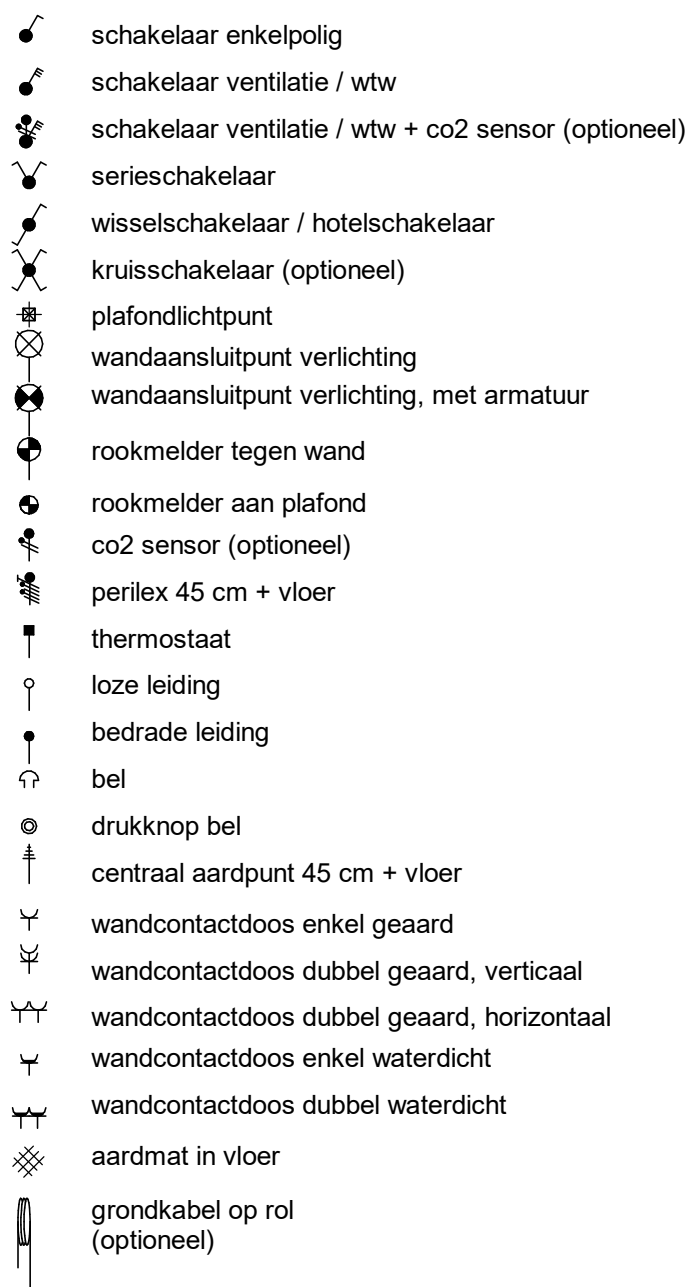 schakelaar enkelpolig
schakelaar ventilatie / wtw
schakelaar ventilatie / wtw + co2 sensor (optioneel)
serieschakelaar
wisselschakelaar / hotelschakelaar
kruisschakelaar (optioneel)
plafondlichtpunt
wandaansluitpunt verlichting
wandaansluitpunt verlichting, met armatuur
rookmelder tegen wand
rookmelder aan plafond
co2 sensor (optioneel)
perilex 45 cm + vloer
thermostaat
loze leiding
bedrade leiding
bel
drukknop bel
centraal aardpunt 45 cm + vloer
wandcontactdoos enkel geaard
wandcontactdoos dubbel geaard, verticaal
wandcontactdoos dubbel geaard, horizontaal
wandcontactdoos enkel waterdicht
wandcontactdoos dubbel waterdicht
aardmat in vloer
grondkabel op rol
(optioneel)